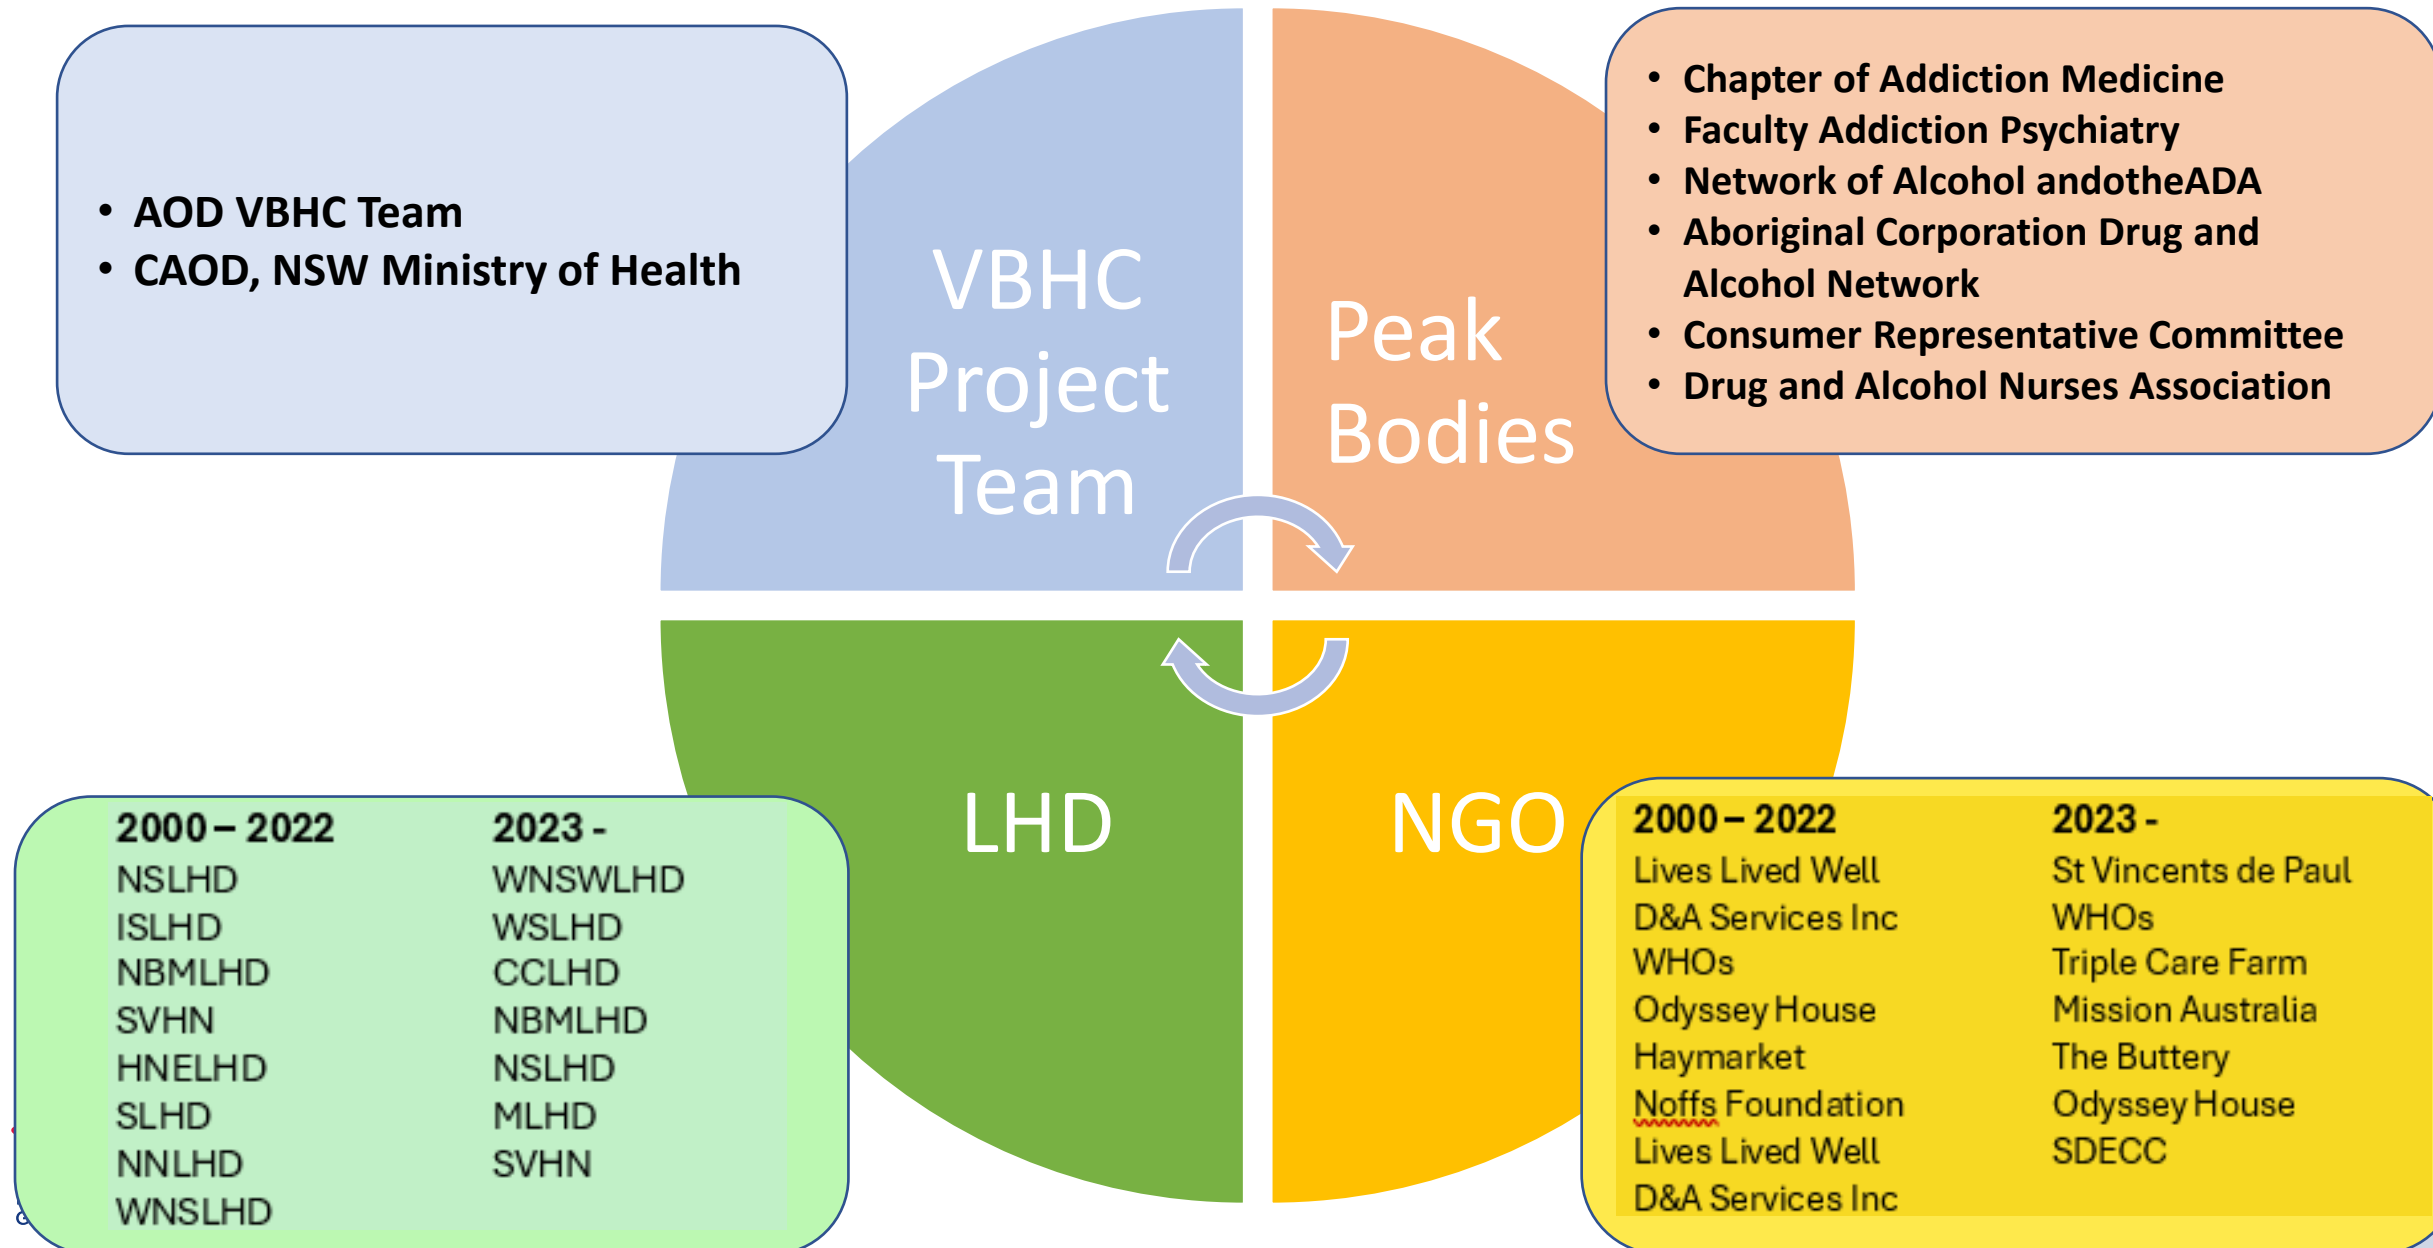 • AOD VBHC Team
• CAOD, NSW Ministry of Health
VBHC
Project
Team
Peak
Bodies
• Chapter of Addiction Medicine
• Faculty Addiction Psychiatry
• Network of Alcohol andotheADA
• Aboriginal Corporation Drug and
Alcohol Network
• Consumer Representative Committee
• Drug and Alcohol Nurses Association
LHD
NGO
2000 – 2022 2023 -
NSLHD WNSWLHD
ISLHD WSLHD
NBMLHD CCLHD
SVHN NBMLHD
HNELHD NSLHD
SLHD MLHD
NNLHD SVHN
WNSLHD
2000 – 2022 2023 -
Lives Lived Well St Vincents de Paul
D&A Services Inc WHOs
WHOs Triple Care Farm
Odyssey House Mission Australia
Haymarket The Buttery
Noffs Foundation Odyssey House
Lives Lived Well SDECC
D&A Services Inc